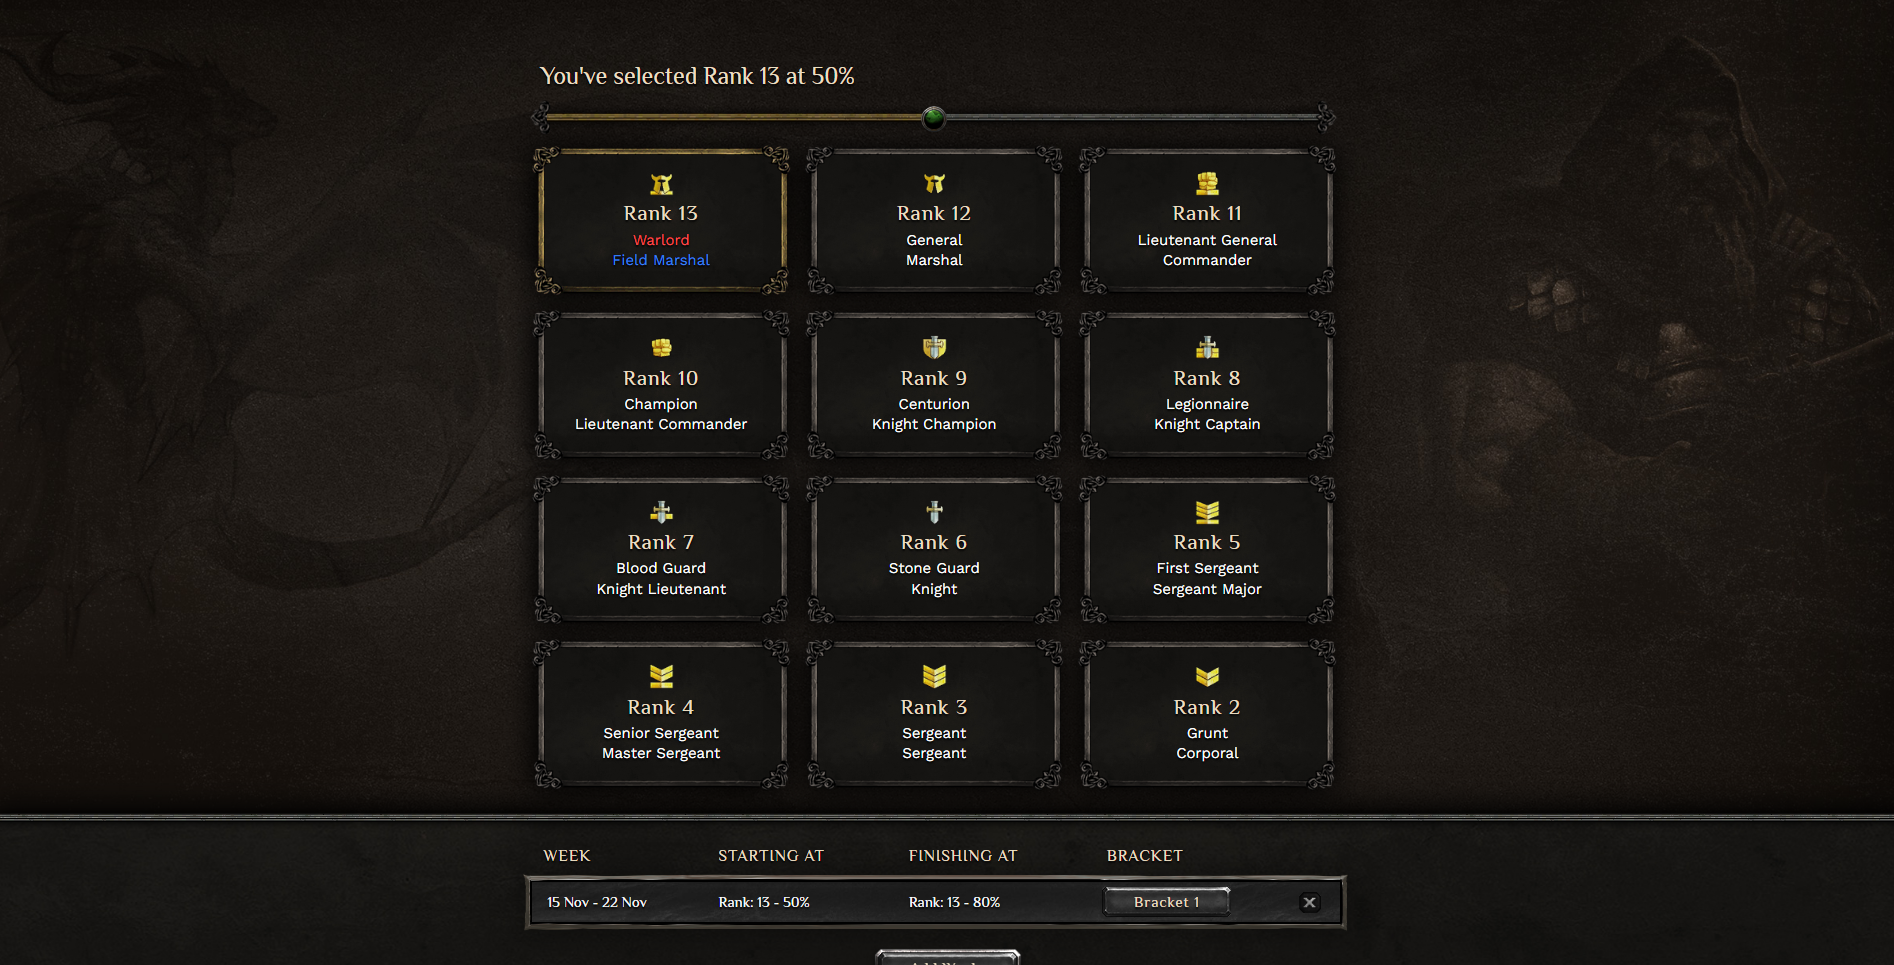 You've selected Rank 13 at 50%
Rank 13
Warlord
Field Marshal
Rank 12
General
Marshal
Rank 11
Lieutenant General
Commander
Rank 10
Champion
Lieutenant Commander
Rank 9
Centurion
Knight Champion
Rank 8
Legionnaire
Knight Captain
Rank 7
Blood Guard
Knight Lieutenant
Rank 6
Stone Guard
Knight
Rank 5
First Sergeant
Sergeant Major
Rank 4
Senior Sergeant
Master Sergeant
Rank 3
Sergeant
Sergeant
Rank 2
Grunt
Corporal
WEEK STARTING AT FINISHING AT BRACKET
15 Nov - 22 Nov Rank: 13 - 50% Rank: 13 - 80% Bracket 1